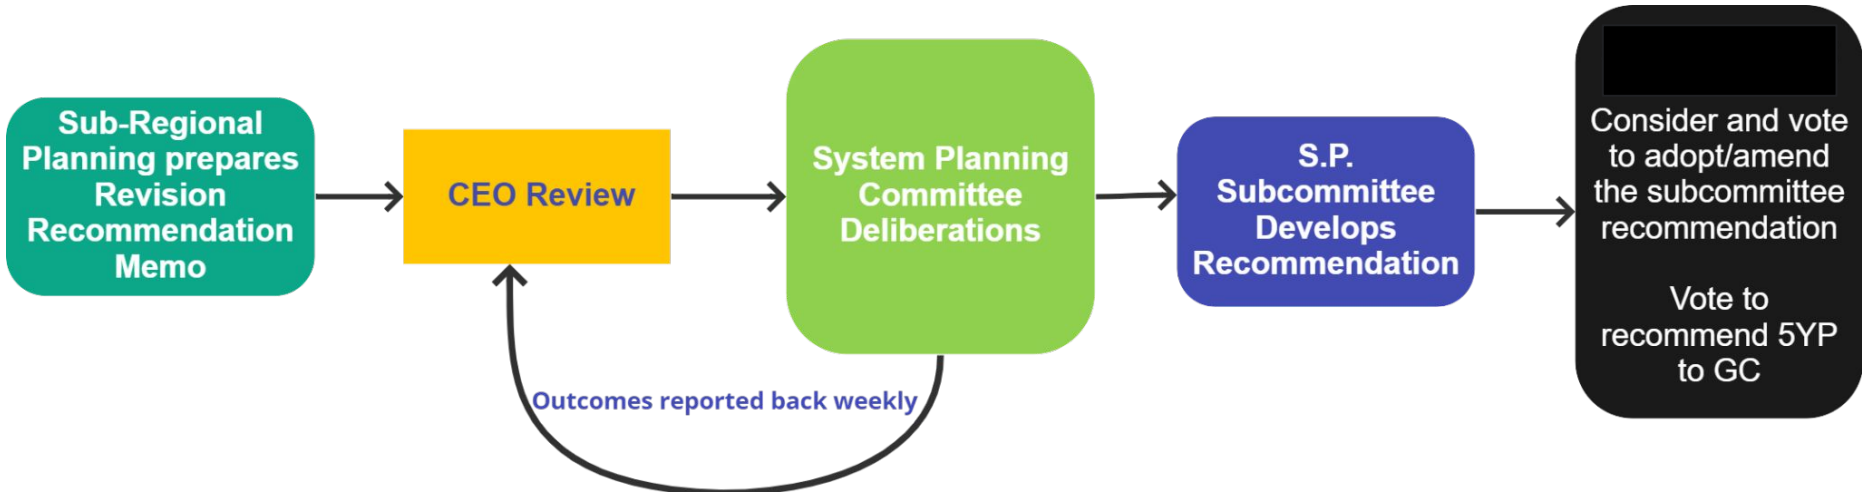 Sub-Regional
Planning prepares
Revision
Recommendation
Memo
CEO Review
System Planning
Committee
Deliberations
S.P.
Subcommittee
Develops
Recommendation
Consider and vote
to adopt/amend
the subcommittee
recommendation
Vote to
recommend 5YP
to GC
Outcomes reported back weekly